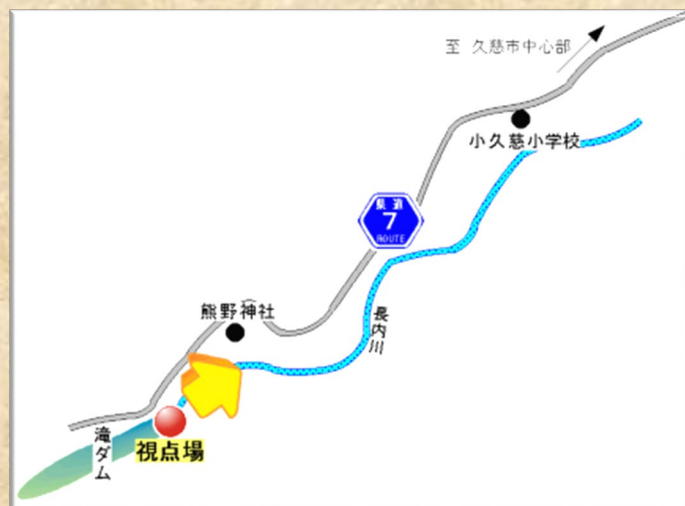 至 久慈市中心部
小久慈小学校
県道
7
ROUTE
熊野神社
長内川
滝ダム
視点場